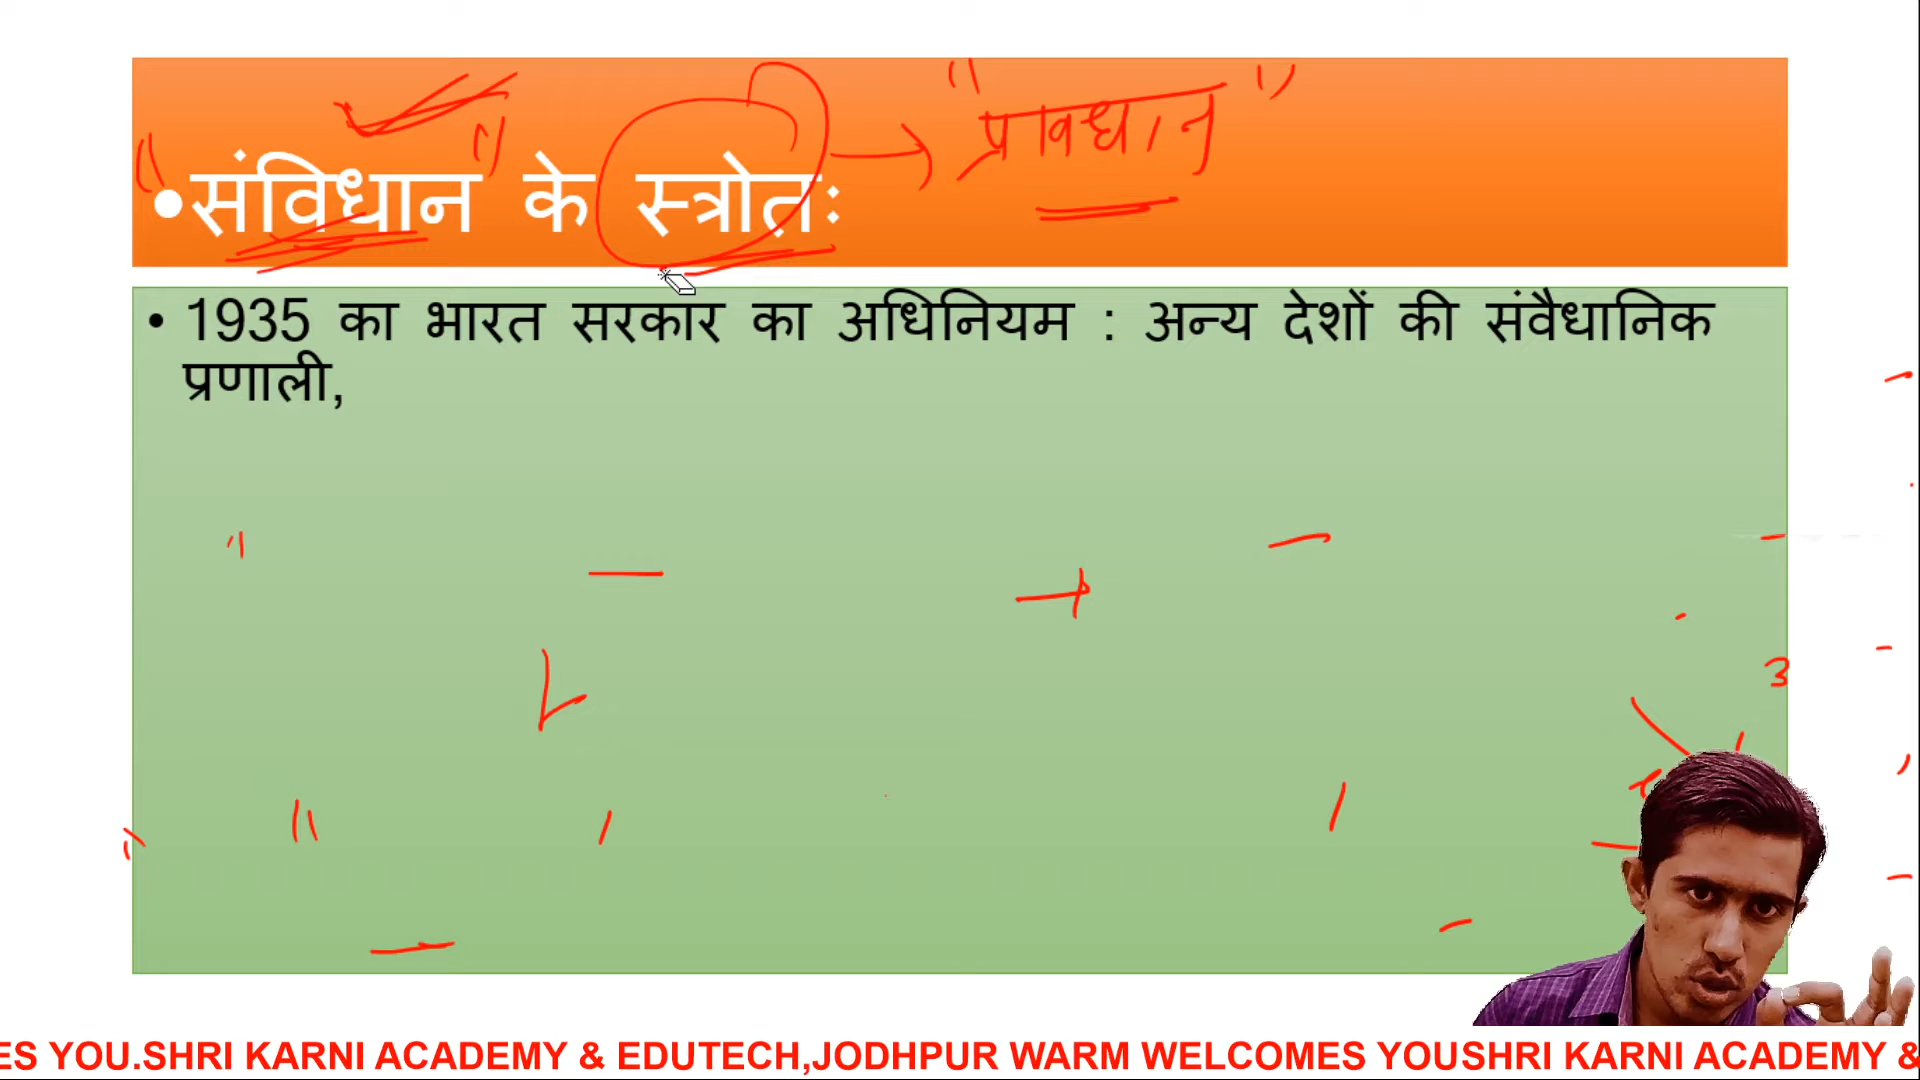 "प्रावधान"
•संविधान के स्त्रोतः
• 1935 का भारत सरकार का अधिनियम : अन्य देशों की संवैधानिक
प्रणाली,
3
ES YOU.SHRI KARNI ACADEMY & EDUTECH,JODHPUR WARM WELCOMES YOUSHRI KARNI ACADEMY &